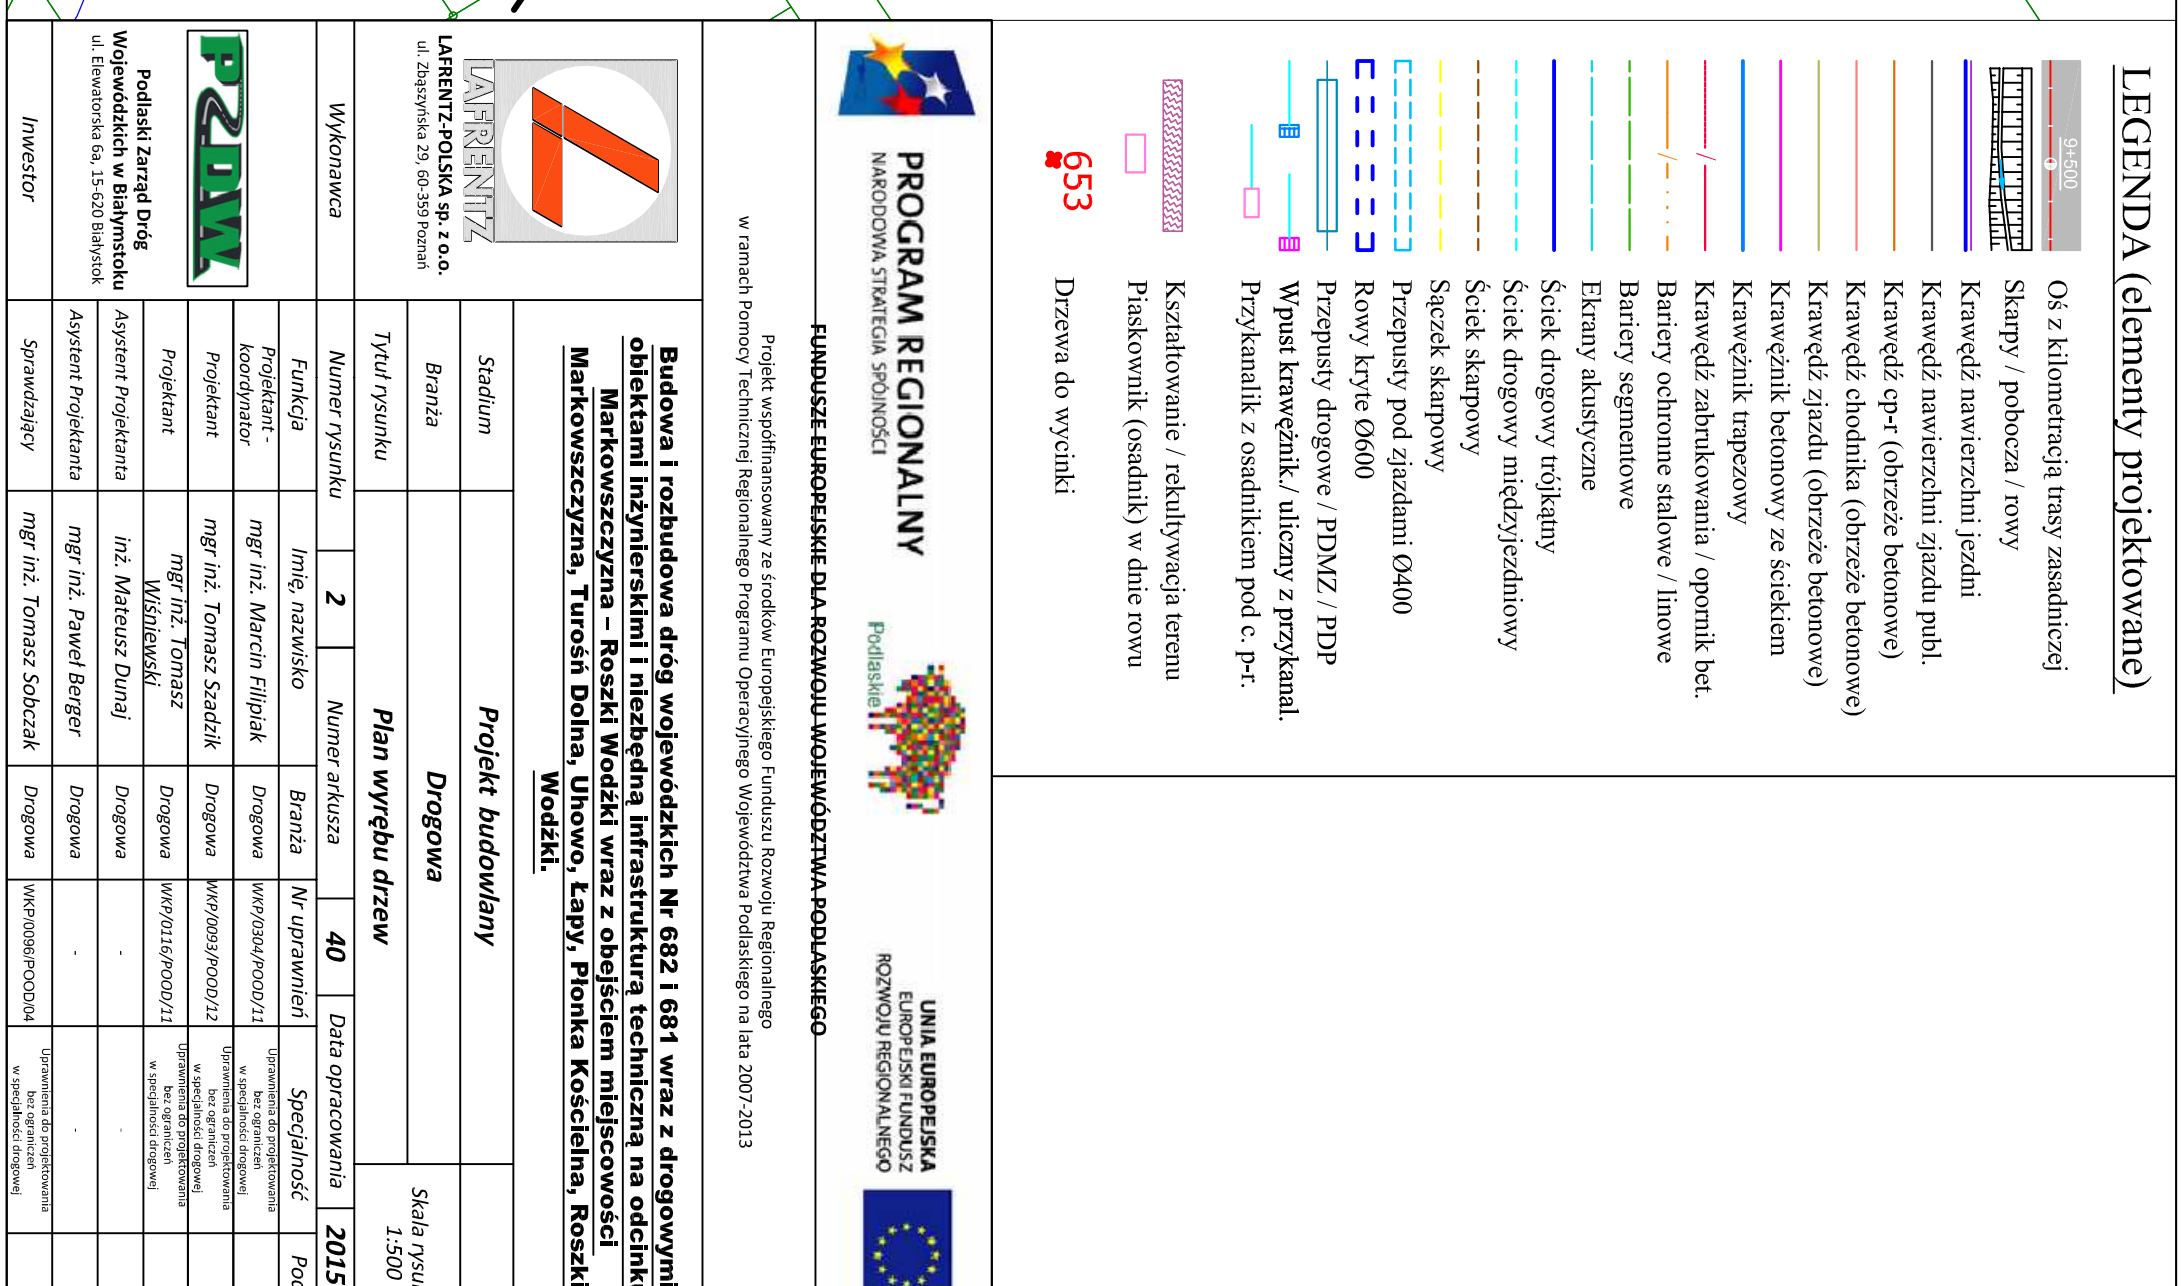 LEGENDA (elementy projektowane)
9+500
Oś z kilometracją trasy zasadniczej
Skarpy / pobocza / rowy
Krawędź nawierzchni jezdni
Krawędź nawierzchni zjazdu publ.
Krawędź cp-r (obrzeże betonowe)
Krawędź chodnika (obrzeże betonowe)
Krawędź zjazdu (obrzeże betonowe)
Krawężnik betonowy ze ściekiem
Krawężnik trapezowy
Krawędź zabrukowania / opornik bet.
Bariery ochronne stalowe / linowe
Bariery segmentowe
Ekrany akustyczne
Ściek drogowy trójkątny
Ściek drogowy międzyjezdniowy
Ściek skarpowy
Sączek skarpowy
Przepusty pod zjazdami Ø400
Rowy kryte Ø600
Przepusty drogowe / PDMZ / PDP
Wpust krawężnik./ uliczny z przykanal.
Przykanalik z osadnikiem pod c. p-r.
Kształtowanie / rekultywacja terenu
Piaskownik (osadnik) w dnie rowu
653
Drzewa do wycinki
PROGRAM REGIONALNY
NARODOWA STRATEGIA SPÓJNOŚCI
Podlaskie
UNIA EUROPEJSKA
EUROPEJSKI FUNDUSZ
ROZWOJU REGIONALNEGO
FUNDUSZE EUROPEJSKIE DLA ROZWOJU WOJEWÓDZTWA PODLASKIEGO
Projekt współfinansowany ze środków Europejskiego Funduszu Rozwoju Regionalnego
w ramach Pomocy Technicznej Regionalnego Programu Operacyjnego Województwa Podlaskiego na lata 2007-2013
LAFRENTZ
LAFRENTZ-POLSKA sp. z o.o.
ul. Zbąszyńska 29, 60-359 Poznań
Wykonawca
PZDW
Podlaski Zarząd Dróg
Wojewódzkich w Białymstoku
ul. Elewatorska 6a, 15-620 Białystok
Inwestor
Budowa i rozbudowa dróg wojewódzkich Nr 682 i 681 wraz z drogowymi
obiektami inżynierskimi i niezbędną infrastrukturą techniczną na odcinku
Markowszczyzna – Roszki Wodźki wraz z obejściem miejscowości
Markowszczyzna, Turośń Dolna, Uhowo, Łapy, Płonka Kościelna, Roszki
Wodźki.
Stadium Projekt budowlany
Branża Drogowa
Tytuł rysunku Plan wyrębu drzew
Skala rysu
1:500
Numer rysunku 2 Numer arkusza 40 Data opracowania 2015
Funkcja Imię, nazwisko Branża Nr uprawnień Specjalność Poc
Projektant -
koordynator
mgr inż. Marcin Filipiak Drogowa WKP/0304/POOD/11
Uprawnienia do projektowania
bez ograniczeń
w specjalności drogowej
Projektant mgr inż. Tomasz Szadzik Drogowa WKP/0093/POOD/12
Uprawnienia do projektowania
bez ograniczeń
w specjalności drogowej
Projektant
mgr inż. Tomasz
Wiśniewski
Drogowa WKP/0116/POOD/11
Uprawnienia do projektowania
bez ograniczeń
w specjalności drogowej
Asystent Projektanta inż. Mateusz Dunaj Drogowa - -
Asystent Projektanta mgr inż. Paweł Berger Drogowa - -
Sprawdzający mgr inż. Tomasz Sobczak Drogowa WKP/0096/POOD/04
Uprawnienia do projektowania
bez ograniczeń
w specjalności drogowej